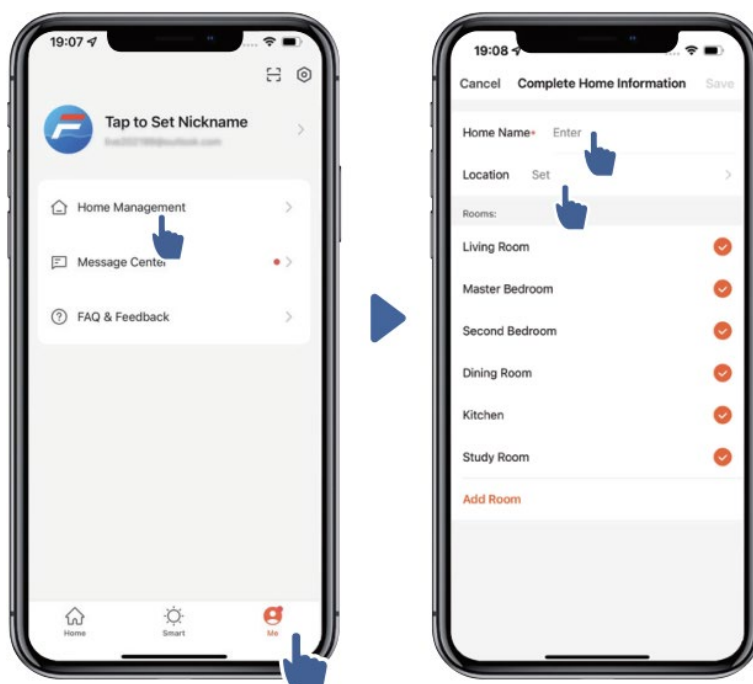 19:07
Tap to Set Nickname
Home Management
Message Center
FAQ & Feedback
Home
Smart
Me
19:08
Cancel Complete Home Information Save
Home Name* Enter
Location Set
Rooms:
Living Room
Master Bedroom
Second Bedroom
Dining Room
Kitchen
Study Room
Add Room